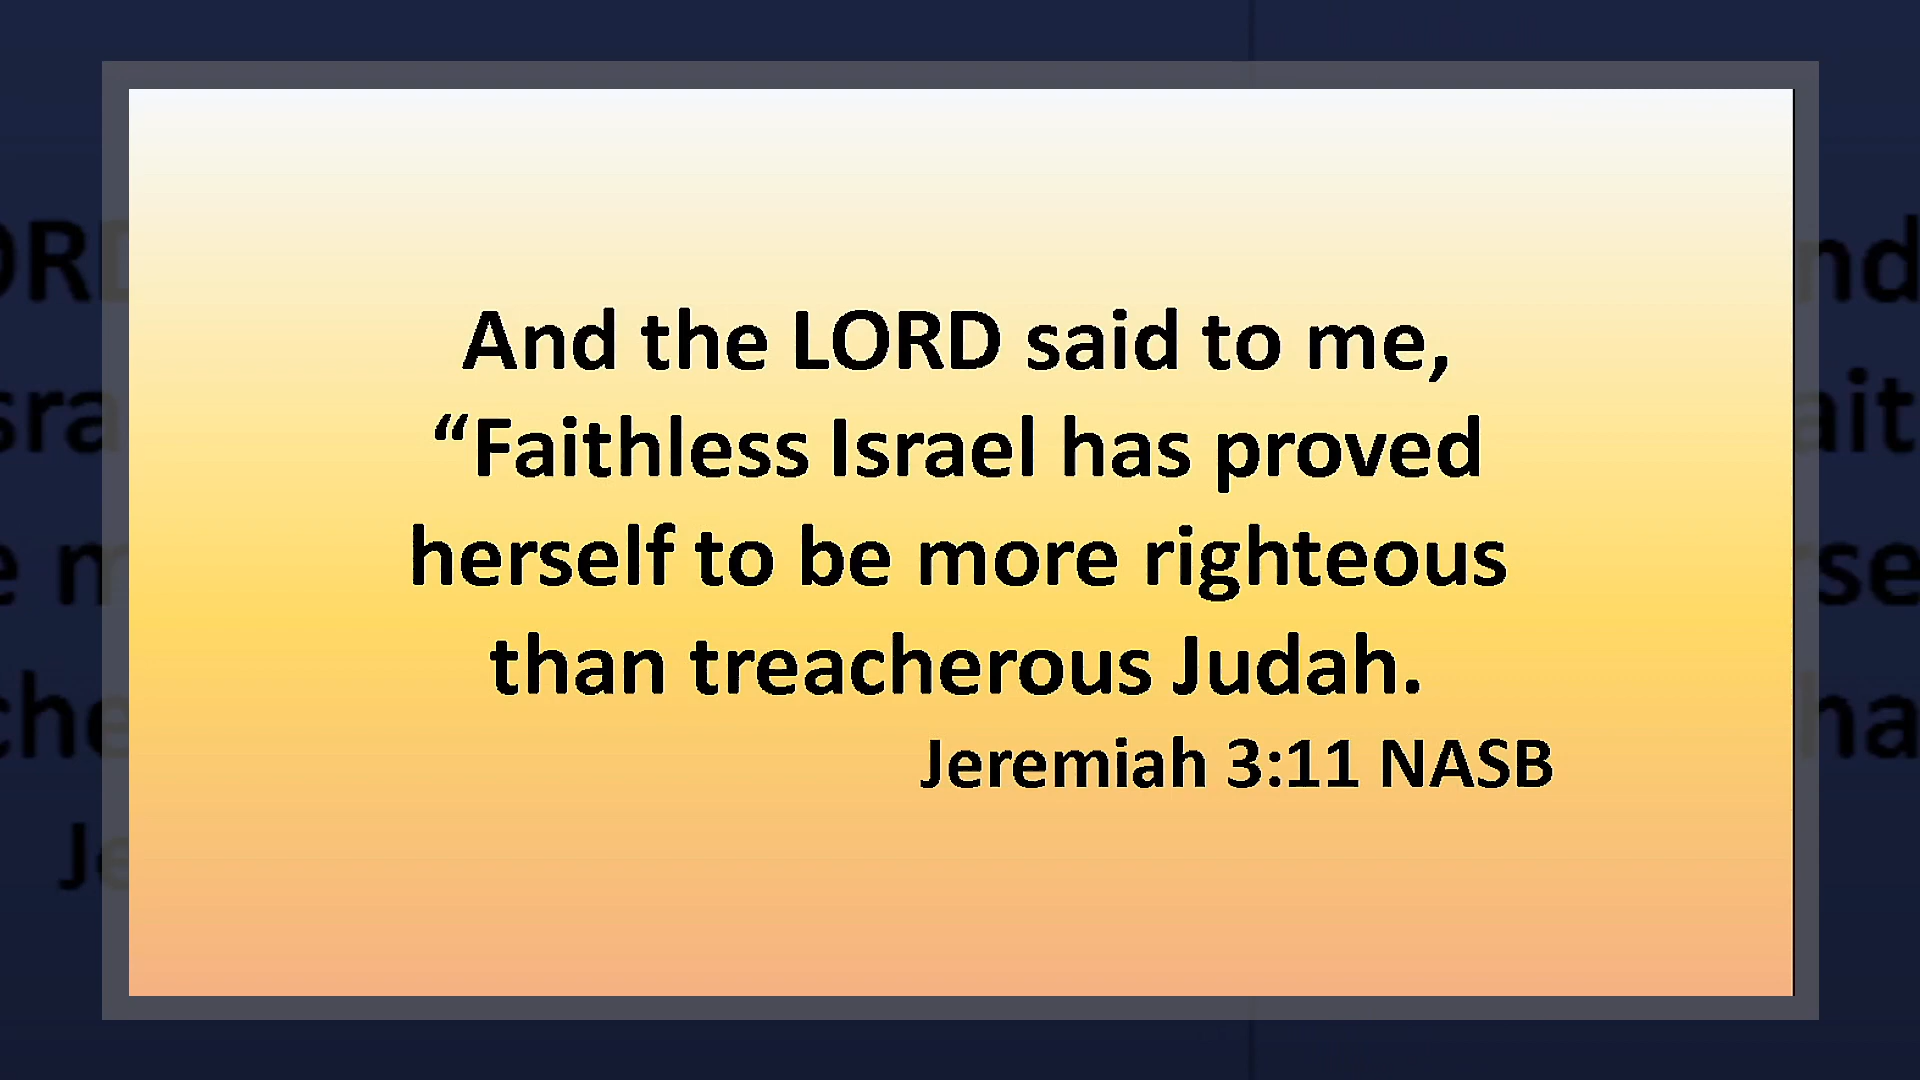 And the LORD said to me,
“Faithless Israel has proved
herself to be more righteous
than treacherous Judah.
Jeremiah 3:11 NASB